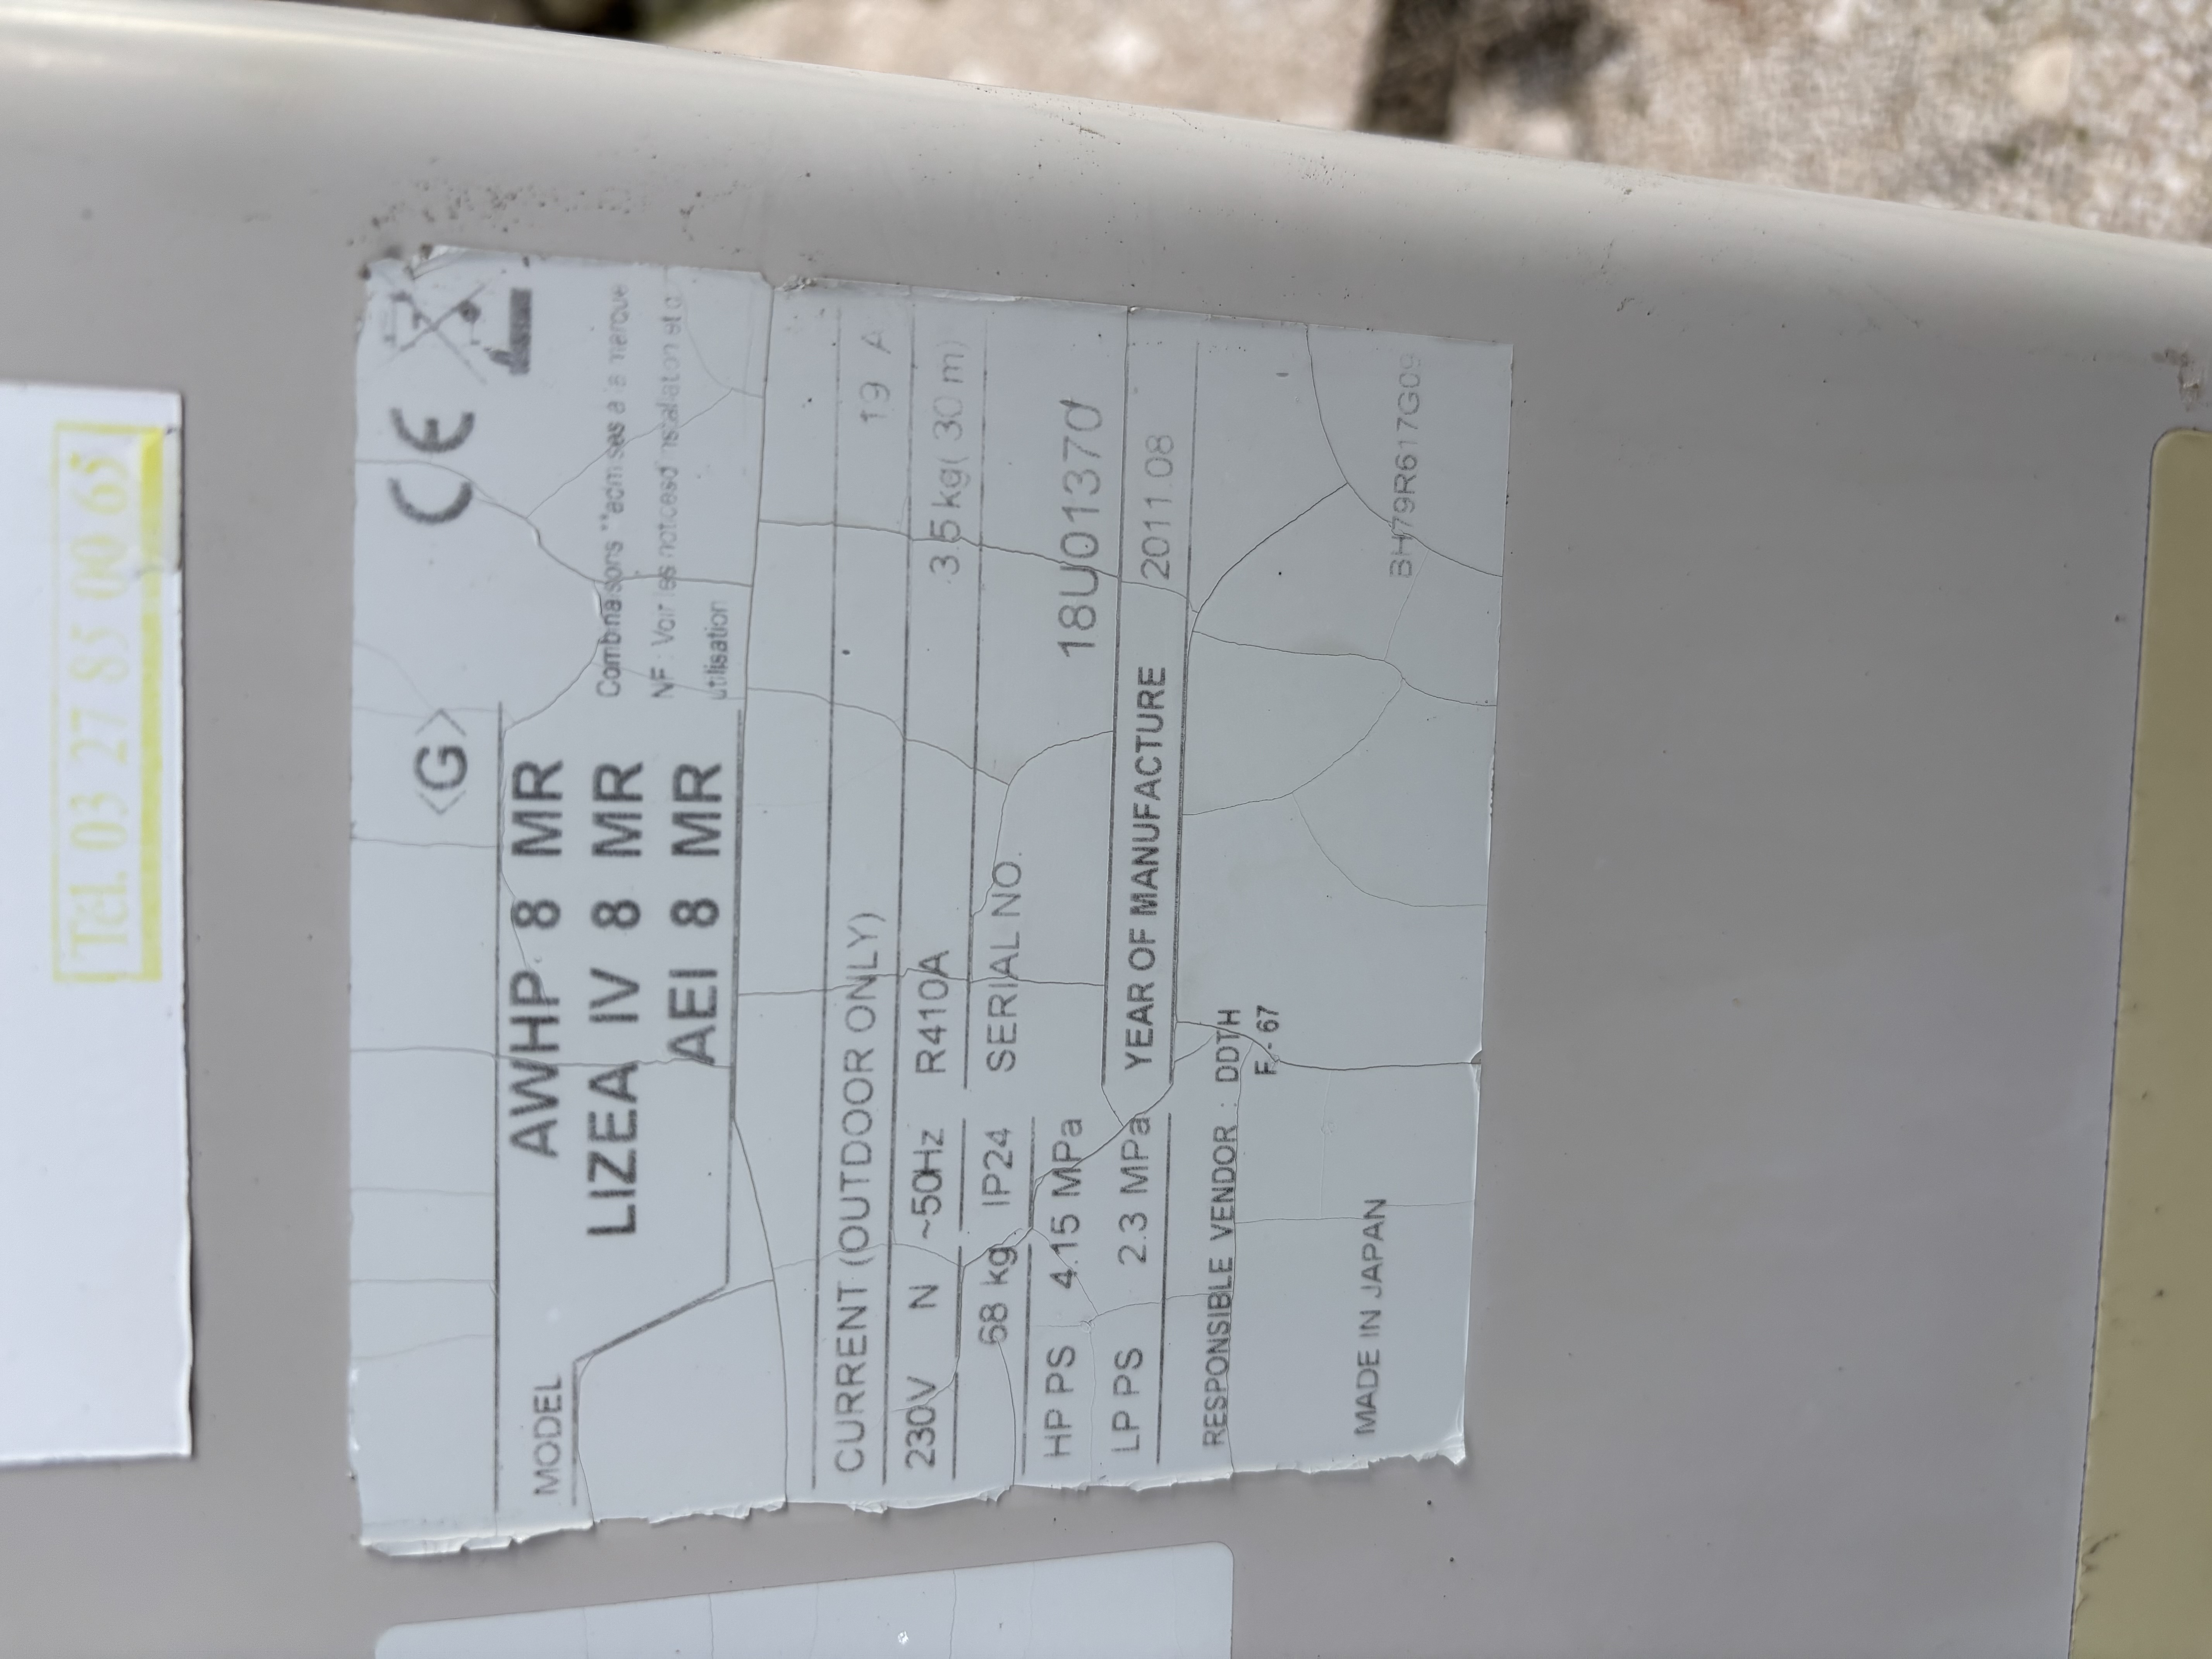 Tel. 03 27 85 00 65
<G> CE
MODEL
AWHP 8 MR
LIZEA IV 8 MR
AEI 8 MR
Combinaisons "admises à la marque
NF : Voir les notices d'installation et d'
utilisation
CURRENT (OUTDOOR ONLY) 19 A
230V N ~50Hz R410A 3.5 kg( 30 m)
68 kg IP24 SERIAL NO.
18U01370
HP PS 4.15 MPa
LP PS 2.3 MPa YEAR OF MANUFACTURE 2011.08
RESPONSIBLE VENDOR : DDTH
F - 67
MADE IN JAPAN BH79R617G09